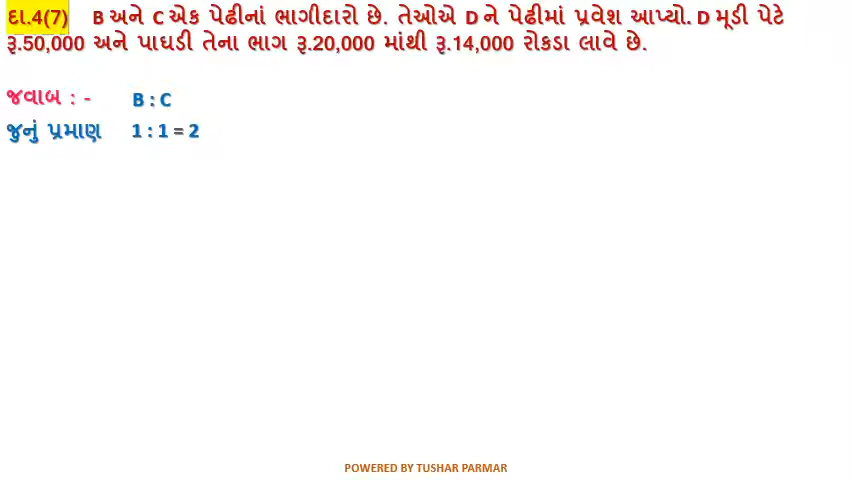 દા.4(7) B અને C એક પેઢીનાં ભાગીદારો છે. તેઓએ D ને પેઢીમાં પ્રવેશ આપ્યો. D મૂડી પેટે
રૂ.50,000 અને પાઘડી તેના ભાગ રૂ.20,000 માંથી રૂ.14,000 રોકડા લાવે છે.
જવાબ : - B : C
જુનું પ્રમાણ 1 : 1 = 2
POWERED BY TUSHAR PARMAR